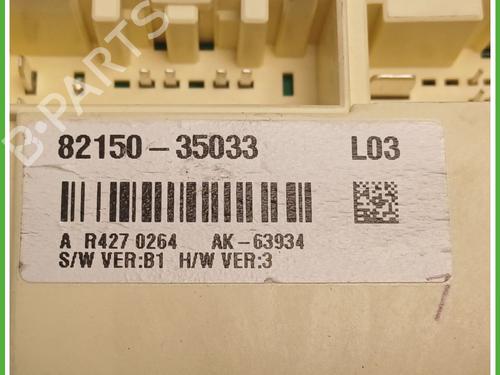 B-PARTS
82150-35033 L03
A R427 0264 AK-63934
S/W VER:B1 H/W VER:3